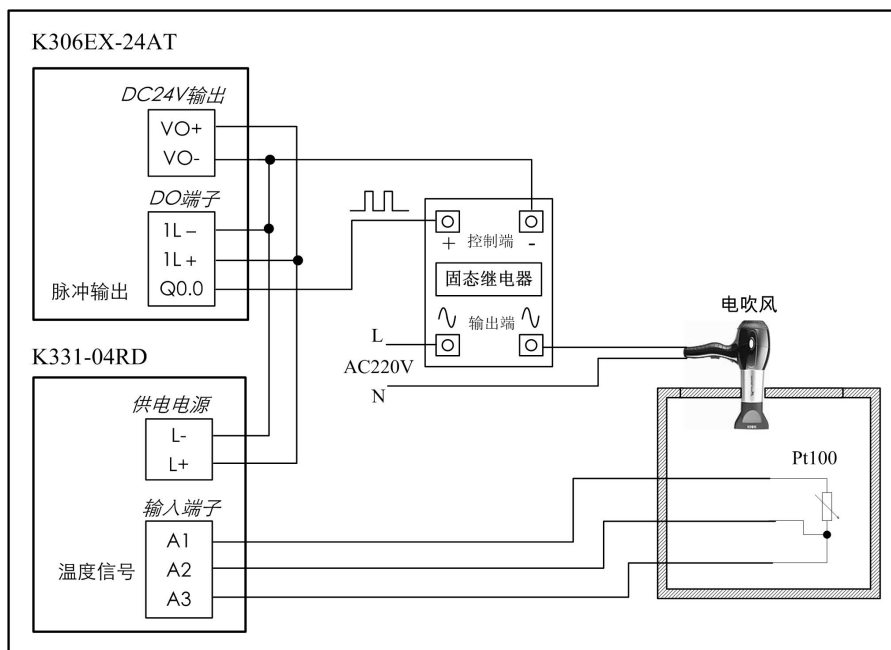 K306EX-24AT
DC24V输出
VO+
VO-
DO端子
1L-
1L+
Q0.0
脉冲输出
+ 控制端 -
固态继电器
输出端
L
AC220V
N
电吹风
K331-04RD
供电电源
L-
L+
输入端子
A1
A2
A3
温度信号
Pt100